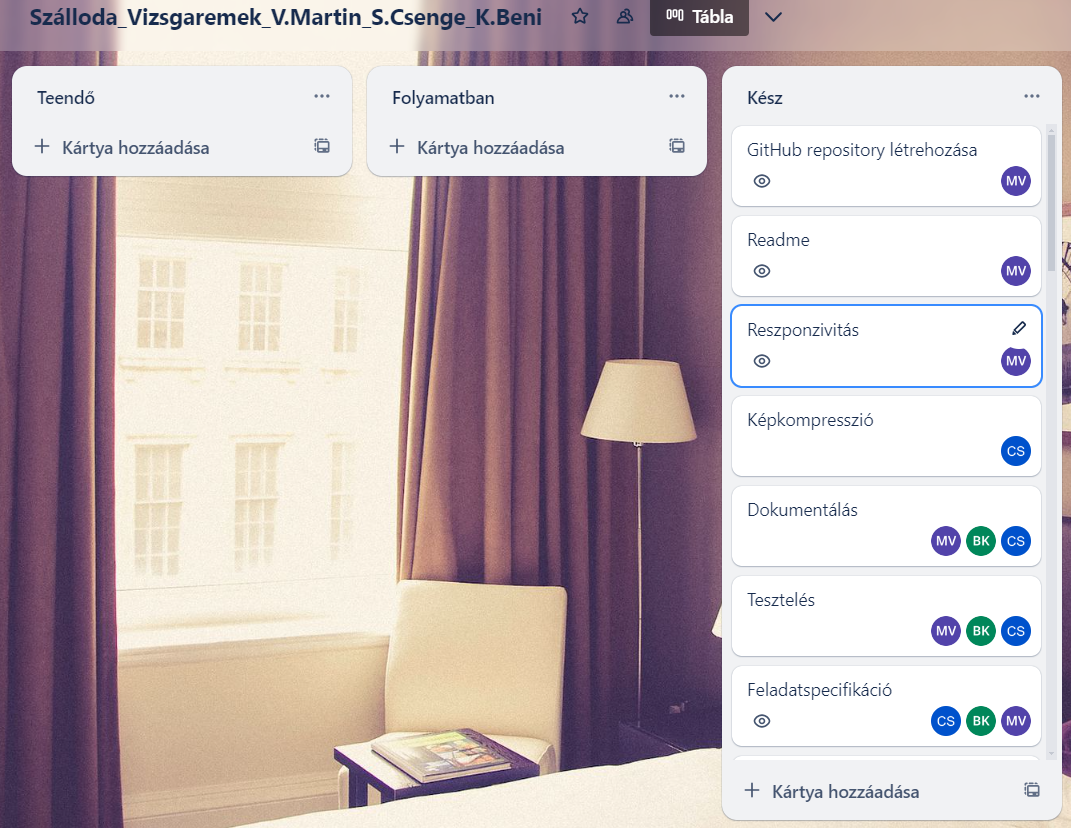 Szálloda_Vizsgaremek_V.Martin_S.Csenge_K.Beni
Tábla
Teendő
Kártya hozzáadása
Folyamatban
Kártya hozzáadása
Kész
GitHub repository létrehozása
MV
Readme
MV
Reszponzivitás
MV
Képkompresszió
CS
Dokumentálás
MV BK CS
Tesztelés
MV BK CS
Feladatspecifikáció
CS BK MV
Kártya hozzáadása